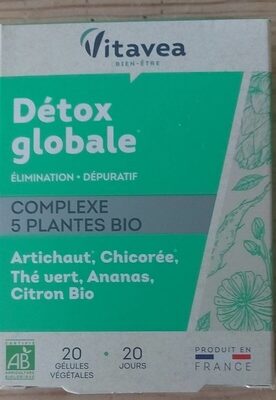 Vitavea
BIEN-ÊTRE
Détox
globale*
ÉLIMINATION • DÉPURATIF
COMPLEXE
5 PLANTES BIO
Artichaut*, Chicorée,
Thé vert, Ananas,
Citron Bio
AB
20
GÉLULES
VÉGÉTALES
• 20
JOURS
PRODUIT EN
FRANCE